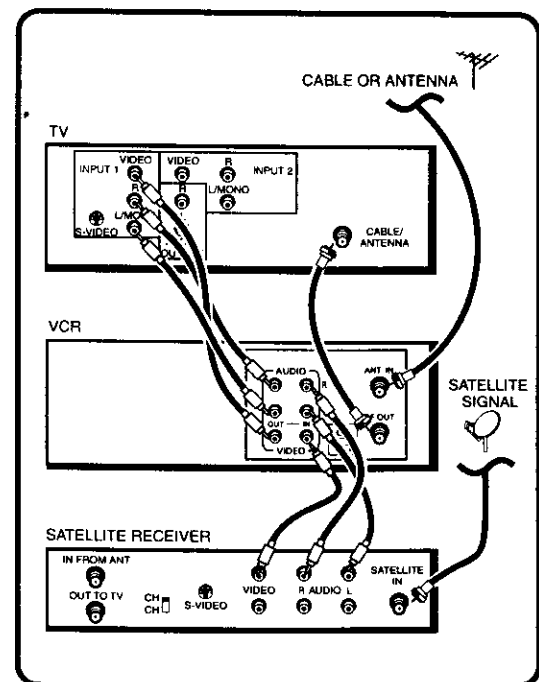 CABLE OR ANTENNA
TV
INPUT 1
VIDEO
VIDEO
R
INPUT 2
R
R
L/MONO
S-VIDEO
CABLE/
ANTENNA
VCR
AUDIO
R
ANT IN
OUT
IN
OUT
VIDEO
SATELLITE
SIGNAL
SATELLITE RECEIVER
IN FROM ANT
OUT TO TV
CH
CH
S-VIDEO
VIDEO
R AUDIO L
SATELLITE
IN